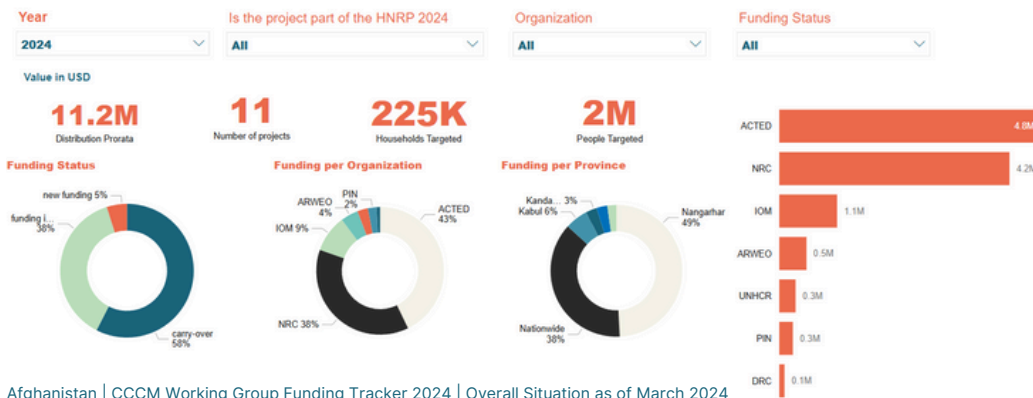 Year
2024
Is the project part of the HNRP 2024
All
Organization
All
Funding Status
All
Value in USD
11.2M
Distribution Prorata
11
Number of projects
225K
Households Targeted
2M
People Targeted
Funding Status
new funding 5%
funding i...
38%
carry-over
58%
Funding per Organization
PIN
2%
ARWEO
4%
IOM 9%
ACTED
43%
NRC 38%
Funding per Province
Kanda... 3%
Kabul 6%
Nangarhar
49%
Nationwide
38%
ACTED 4.8M
NRC 4.2M
IOM 1.1M
ARWEO 0.5M
UNHCR 0.3M
PIN 0.3M
DRC 0.1M
Afghanistan | CCCM Working Group Funding Tracker 2024 | Overall Situation as of March 2024